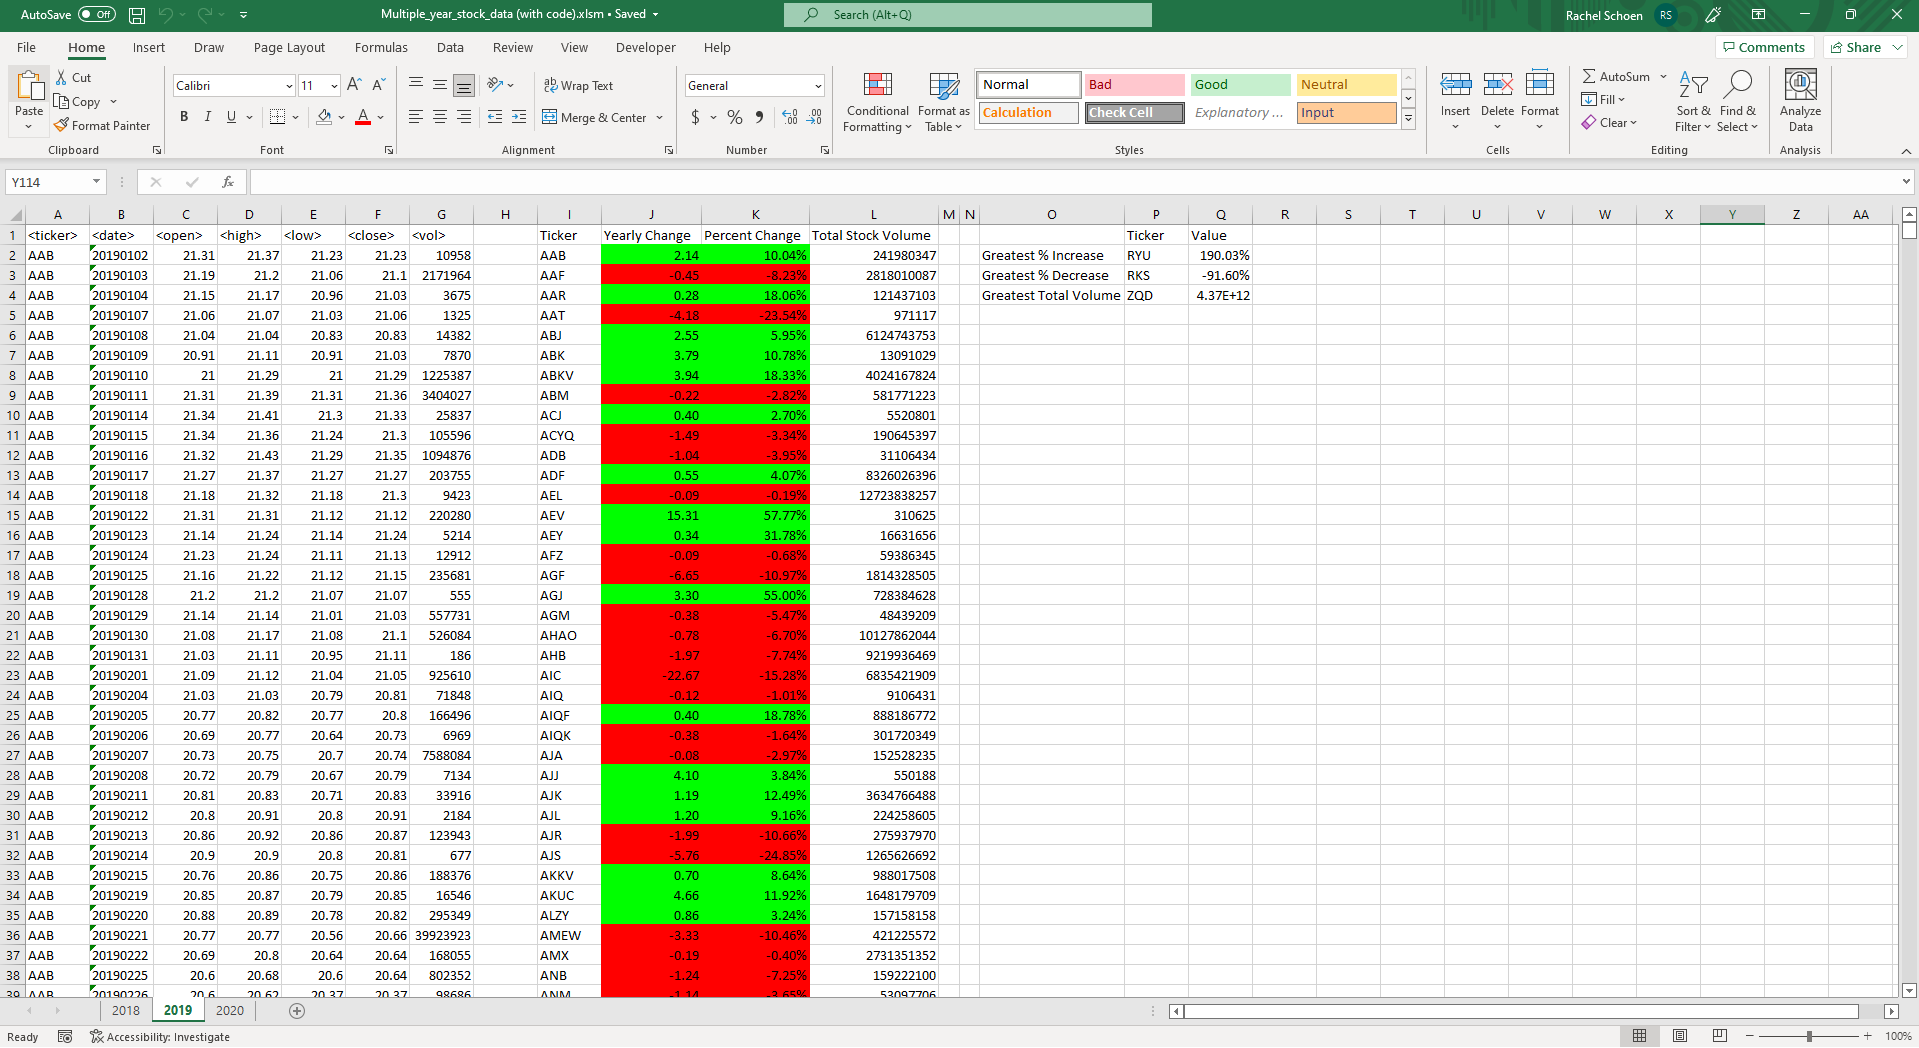 AutoSave Off Multiple_year_stock_data (with code).xlsm • Saved Search (Alt+Q) Rachel Schoen RS
File Home Insert Draw Page Layout Formulas Data Review View Developer Help Comments Share
Paste Cut Copy Format Painter Clipboard
Calibri 11 B I U Font
Wrap Text Merge & Center Alignment
General $ % Number
Conditional Formatting Format as Table Normal Bad Good Neutral
Calculation Check Cell Explanatory ... Input Styles
Insert Delete Format Cells
AutoSum Fill Clear Sort & Filter Find & Select Editing
Analyze Data Analysis
Y114 fx
A B C D E F G H I J K L M N O P Q R S T U V W X Y Z AA
1 <ticker> <date> <open> <high> <low> <close> <vol> Ticker Yearly Change Percent Change Total Stock Volume Ticker Value
2 AAB 20190102 21.31 21.37 21.23 21.23 10958 AAB 2.14 10.04% 241980347 Greatest % Increase RYU 190.03%
3 AAB 20190103 21.19 21.2 21.06 21.1 2171964 AAF -0.45 -8.23% 2818010087 Greatest % Decrease RKS -91.60%
4 AAB 20190104 21.15 21.17 20.96 21.03 3675 AAR 0.28 18.06% 121437103 Greatest Total Volume ZQD 4.37E+12
5 AAB 20190107 21.06 21.07 21.03 21.06 1325 AAT -4.18 -23.54% 971117
6 AAB 20190108 21.04 21.04 20.83 20.83 14382 ABJ 2.55 5.95% 6124743753
7 AAB 20190109 20.91 21.11 20.91 21.03 7870 ABK 3.79 10.78% 13091029
8 AAB 20190110 21 21.29 21 21.29 1225387 ABKV 3.94 18.33% 4024167824
9 AAB 20190111 21.31 21.39 21.31 21.36 3404027 ABM -0.22 -2.82% 581771223
10 AAB 20190114 21.34 21.41 21.3 21.33 25837 ACJ 0.40 2.70% 5520801
11 AAB 20190115 21.34 21.36 21.24 21.3 105596 ACYQ -1.49 -3.34% 190645397
12 AAB 20190116 21.32 21.43 21.29 21.35 1094876 ADB -1.04 -3.95% 31106434
13 AAB 20190117 21.27 21.37 21.27 21.27 203755 ADF 0.55 4.07% 8326026396
14 AAB 20190118 21.18 21.32 21.18 21.3 9423 AEL -0.09 -0.19% 12723838257
15 AAB 20190122 21.31 21.31 21.12 21.12 220280 AEV 15.31 57.77% 310625
16 AAB 20190123 21.14 21.24 21.14 21.24 5214 AEY 0.34 31.78% 16631656
17 AAB 20190124 21.23 21.24 21.11 21.13 12912 AFZ -0.09 -0.68% 59386345
18 AAB 20190125 21.16 21.22 21.12 21.15 235681 AGF -6.65 -10.97% 1814328505
19 AAB 20190128 21.2 21.2 21.07 21.07 555 AGJ 3.30 55.00% 728384628
20 AAB 20190129 21.14 21.14 21.01 21.03 557731 AGM -0.38 -5.47% 48439209
21 AAB 20190130 21.08 21.17 21.08 21.1 526084 AHAO -0.78 -6.70% 10127862044
22 AAB 20190131 21.03 21.11 20.95 21.11 186 AHB -1.97 -7.74% 9219936469
23 AAB 20190201 21.09 21.12 21.04 21.05 925610 AIC -22.67 -15.28% 6835421909
24 AAB 20190204 21.03 21.03 20.79 20.81 71848 AIQ -0.12 -1.01% 9106431
25 AAB 20190205 20.77 20.82 20.77 20.8 166496 AIQF 0.40 18.78% 888186772
26 AAB 20190206 20.69 20.77 20.64 20.73 6969 AIQK -0.38 -1.64% 301720349
27 AAB 20190207 20.73 20.75 20.7 20.74 7588084 AJA -0.08 -2.97% 152528235
28 AAB 20190208 20.72 20.79 20.67 20.79 7134 AJJ 4.10 3.84% 550188
29 AAB 20190211 20.81 20.83 20.71 20.83 33916 AJK 1.19 12.49% 3634766488
30 AAB 20190212 20.8 20.91 20.8 20.91 2184 AJL 1.20 9.16% 224258605
31 AAB 20190213 20.86 20.92 20.86 20.87 123943 AJR -1.99 -10.66% 275937970
32 AAB 20190214 20.9 20.9 20.8 20.81 677 AJS -5.76 -24.85% 1265626692
33 AAB 20190215 20.76 20.86 20.75 20.86 188376 AKKV 0.70 8.64% 988017508
34 AAB 20190219 20.85 20.87 20.79 20.85 16546 AKUC 4.66 11.92% 1648179709
35 AAB 20190220 20.88 20.89 20.78 20.82 295349 ALZY 0.86 3.24% 157158158
36 AAB 20190221 20.77 20.77 20.56 20.66 39923923 AMEW -3.33 -10.46% 421225572
37 AAB 20190222 20.69 20.8 20.64 20.64 168055 AMX -0.19 -0.40% 2731351352
38 AAB 20190225 20.6 20.68 20.6 20.64 802352 ANB -1.24 -7.25% 159222100
39 AAB 20190226 20.6 20.62 20.37 20.37 98686 ANM -1.14 -3.65% 53097706
2018 2019 2020
Ready Accessibility: Investigate 100%